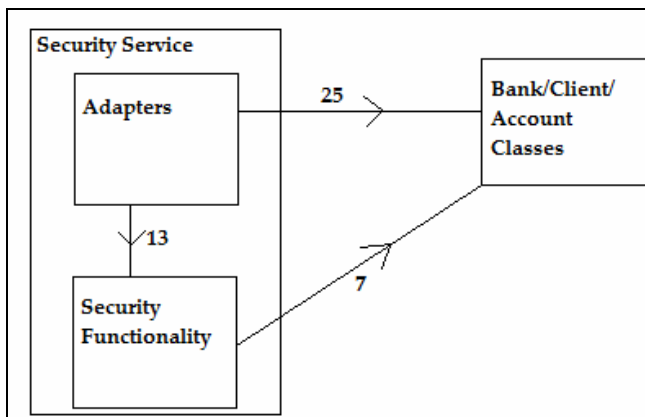 Security Service
Adapters
25
Bank/Client/
Account
Classes
13
7
Security
Functionality